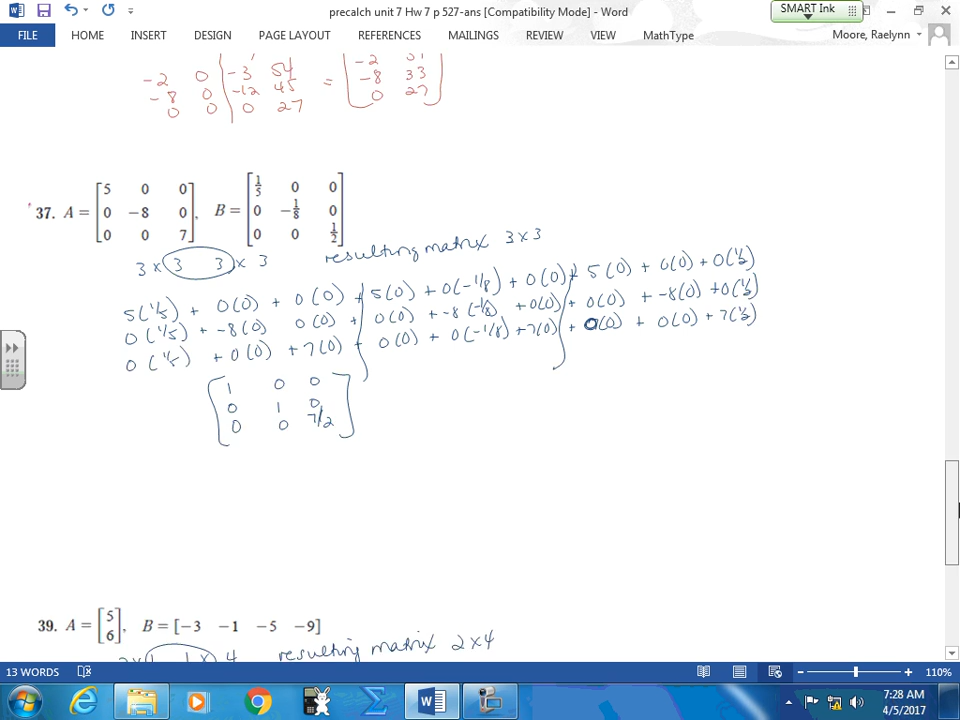 precalch unit 7 Hw 7 p 527-ans [Compatibility Mode] - Word
SMART Ink
FILE HOME INSERT DESIGN PAGE LAYOUT REFERENCES MAILINGS REVIEW VIEW MathType Moore, Raelynn
-2 0 -3 54 = -2
-8 0 -12 45 -8 33
0 0 0 27 0 27
37. A = [5 0 0; 0 -8 0; 0 0 7], B = [1/5 0 0; 0 -1/8 0; 0 0 1/2]
3 x 3 3 x 3 resulting matrix 3 x 3
5(1/5) + 0(0) + 0(0) + 5(0) + 0(-1/8) + 0(0) + 5(0) + 0(0) + 0(1/2)
0(1/5) + -8(0) 0(0) + 0(0) + -8(-1/8) +0(0) + 0(0) + -8(0) +0(1/2)
0(1/5) + 0(0) +7(0) + 0(0) + 0(-1/8) +7(0) + 0(0) + 0(0) + 7(1/2)
1 0 0
0 1 0
0 0 7/2
39. A = [5; 6], B = [-3 -1 -5 -9]
4 resulting matrix 2 x 4
13 WORDS
110%
7:28 AM
4/5/2017